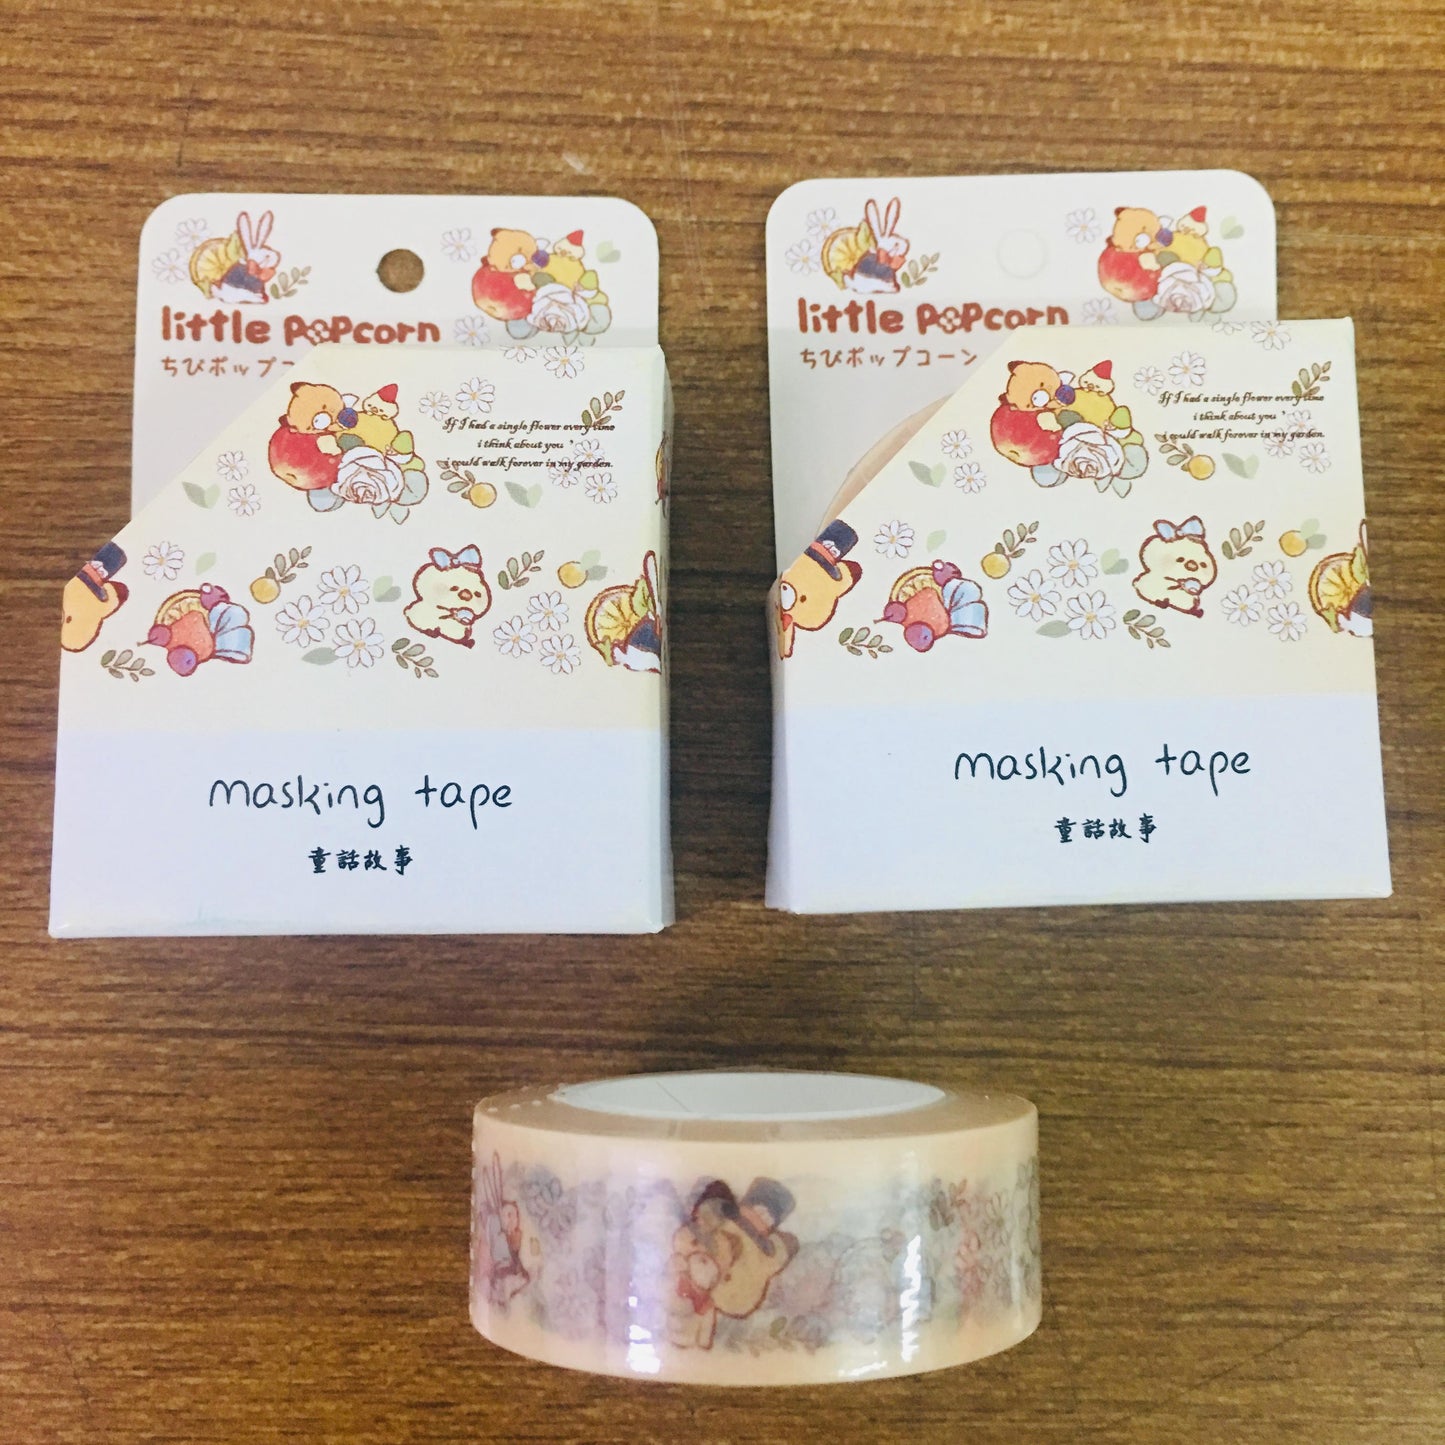 little popcorn
ちびポップコ
If I had a single flower every time
i think about you '
i could walk forever in my garden.
masking tape
童話故事
little popcorn
ちびポップコーン
If I had a single flower every time
i think about you '
i could walk forever in my garden.
masking tape
童話故事